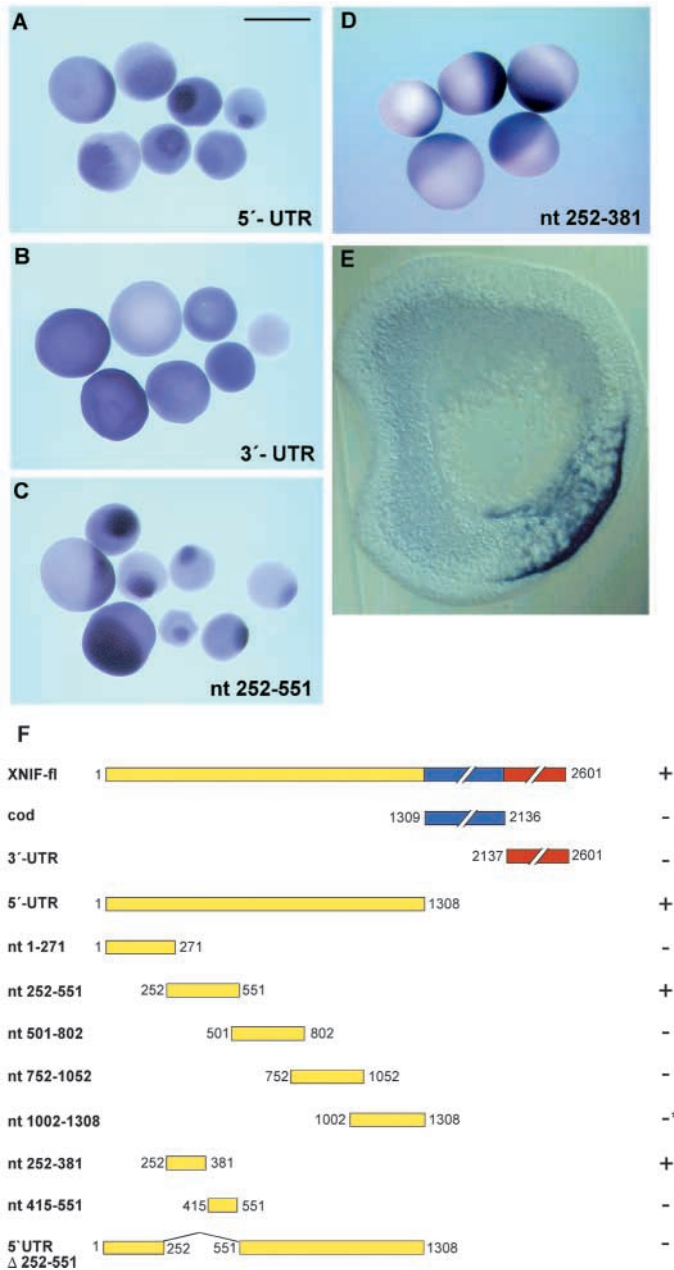 A
5´- UTR
B
3´- UTR
C
nt 252-551
D
nt 252-381
E
F
XNIF-fl 1 2601 +
cod 1309 2136 -
3´-UTR 2137 2601 -
5´-UTR 1 1308 +
nt 1-271 1 271 -
nt 252-551 252 551 +
nt 501-802 501 802 -
nt 752-1052 752 1052 -
nt 1002-1308 1002 1308 -*
nt 252-381 252 381 +
nt 415-551 415 551 -
5`UTR 1 252 551 1308 -
Δ 252-551